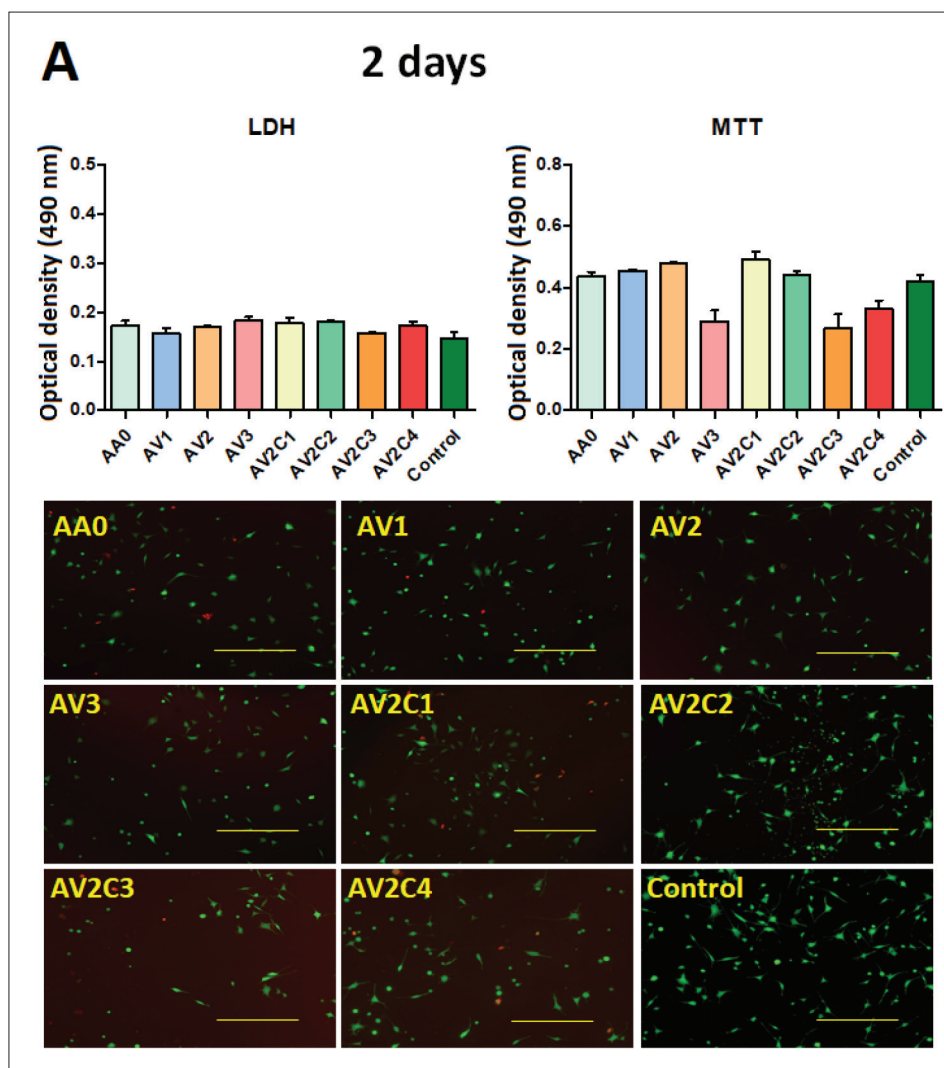 A
2 days
LDH
Optical density (490 nm)
0.5
0.4
0.3
0.2
0.1
0.0
AA0
AV1
AV2
AV3
AV2C1
AV2C2
AV2C3
AV2C4
Control
MTT
Optical density (490 nm)
0.8
0.6
0.4
0.2
0.0
AA0
AV1
AV2
AV3
AV2C1
AV2C2
AV2C3
AV2C4
Control
AA0
AV1
AV2
AV3
AV2C1
AV2C2
AV2C3
AV2C4
Control